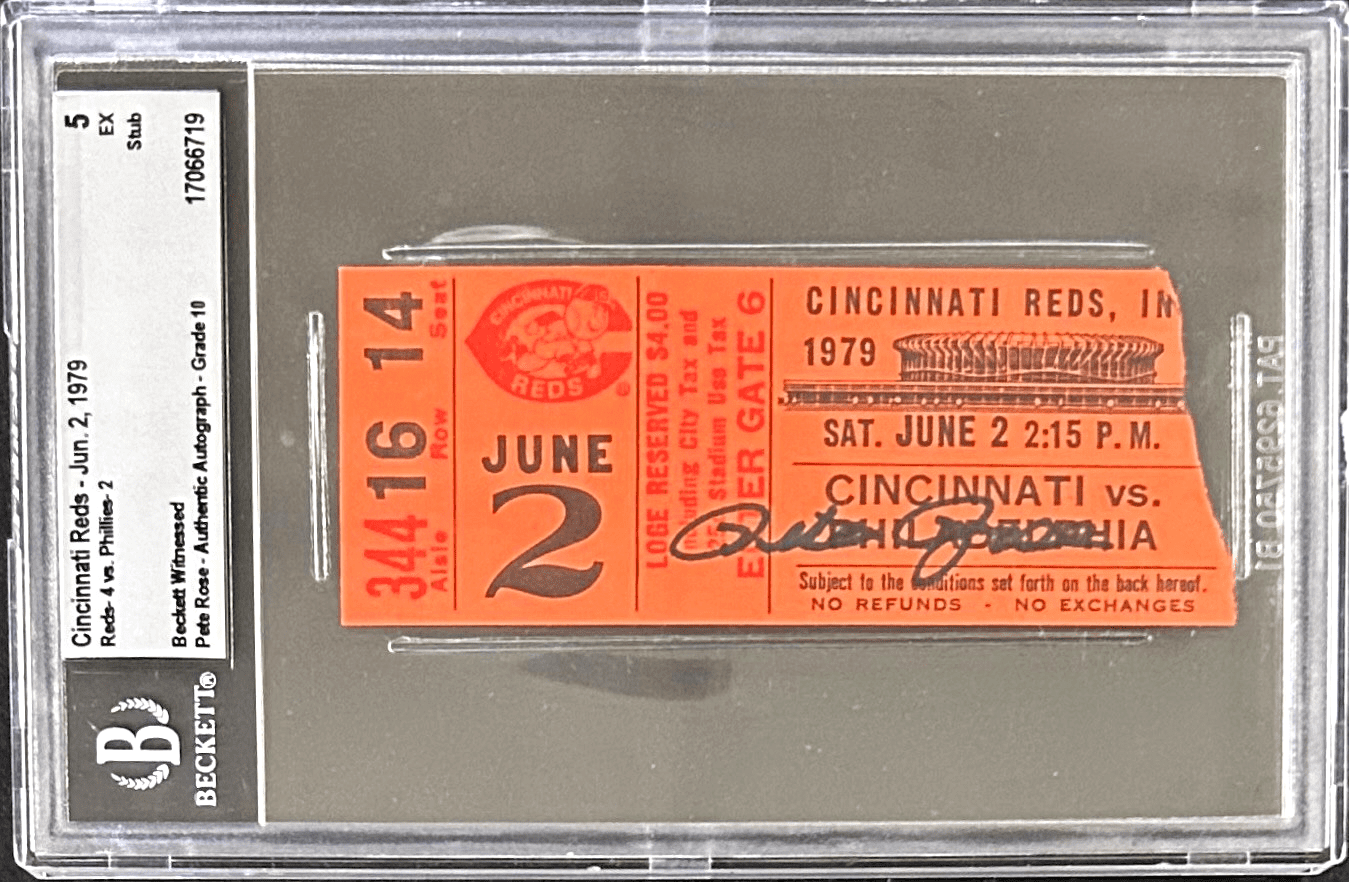 Cincinnati Reds - Jun. 2, 1979
Reds- 4 vs. Phillies- 2
Beckett Witnessed
Pete Rose - Authentic Autograph - Grade 10
5
EX
Stub
17066719
B
BECKETT®
344 16 14
Aisle Row Seat
CINCINNATI
REDS
®
JUNE
2
LOGE RESERVED $4.00
Including City Tax and
Stadium Use Tax
GATE 6
CINCINNATI REDS, IN
1979
SAT. JUNE 2 2:15 P.M.
CINCINNATI vs.
PHILADELPHIA
Pete Rose
Subject to the conditions set forth on the back hereof.
NO REFUNDS - NO EXCHANGES